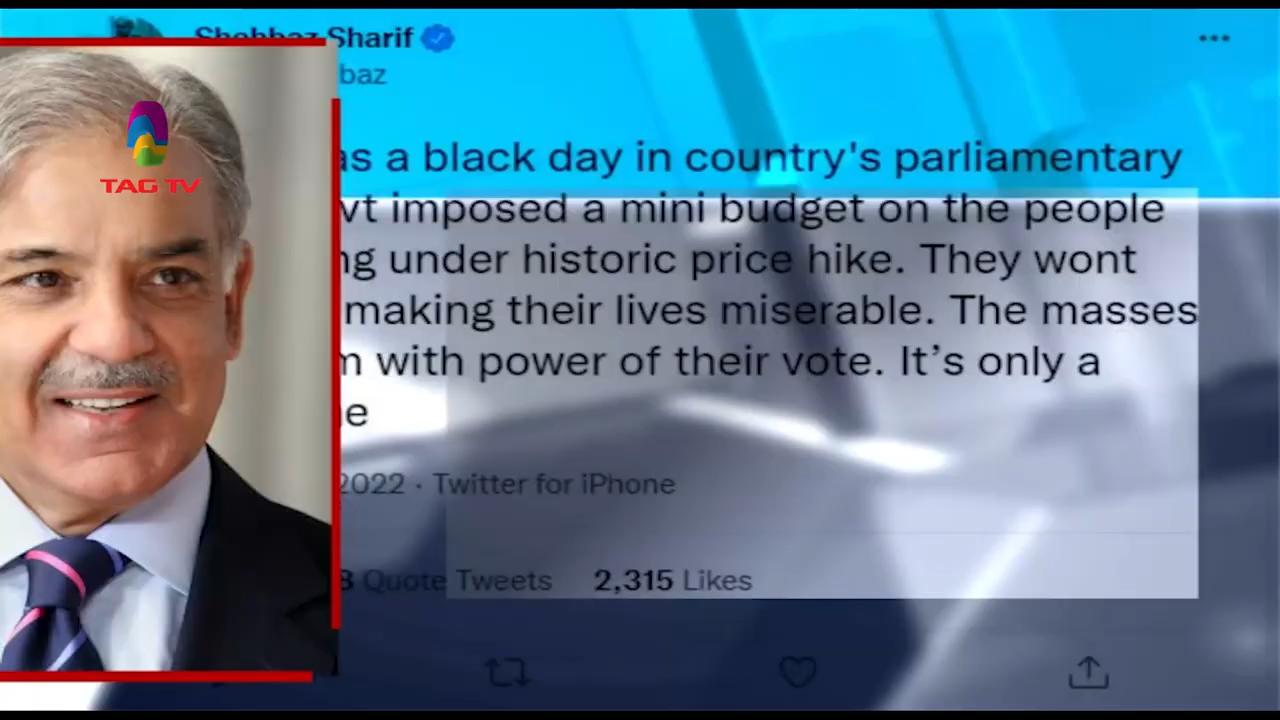 Shehbaz Sharif
baz
TAG TV
as a black day in country's parliamentary
vt imposed a mini budget on the people
ng under historic price hike. They wont
making their lives miserable. The masses
m with power of their vote. It’s only a
e
2022 · Twitter for iPhone
8 Quote Tweets 2,315 Likes